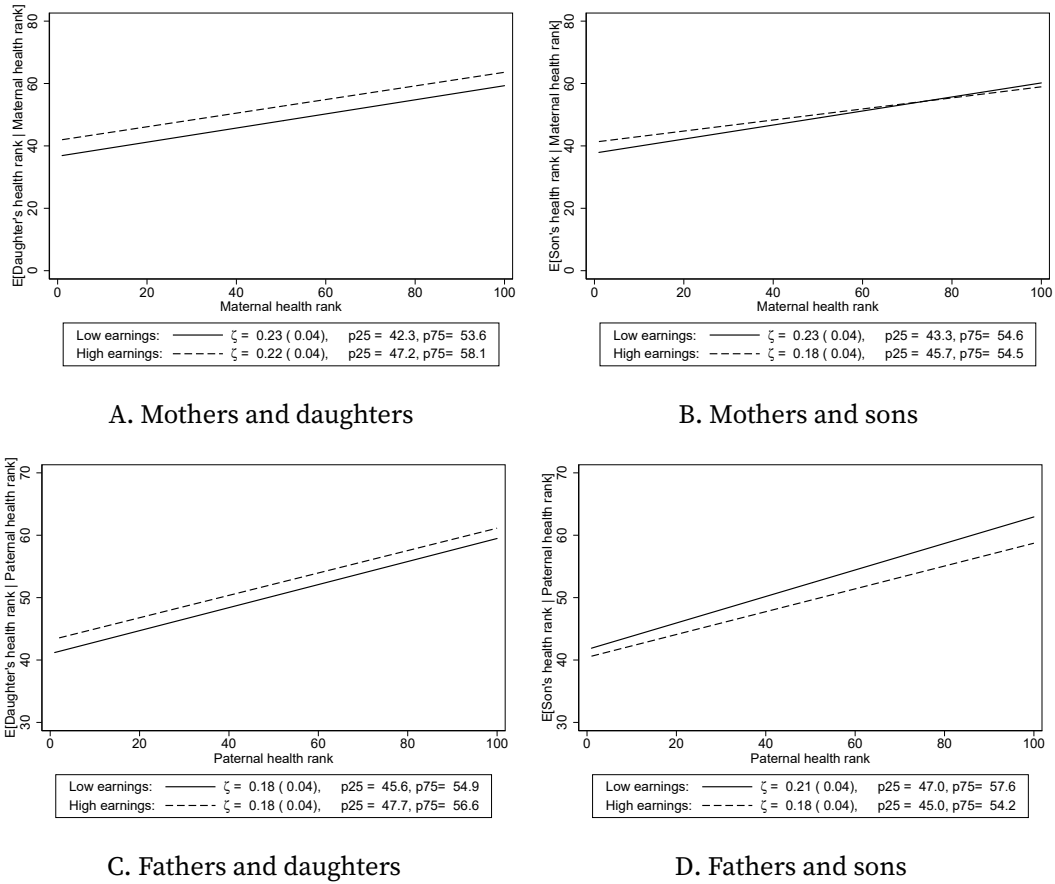 E[Daughter's health rank | Maternal health rank]
80
60
40
20
0
0 20 40 60 80 100
Maternal health rank
Low earnings: ζ = 0.23 ( 0.04), p25 = 42.3, p75= 53.6
High earnings: ζ = 0.22 ( 0.04), p25 = 47.2, p75= 58.1
A. Mothers and daughters
E[Son's health rank | Maternal health rank]
80
60
40
20
0
0 20 40 60 80 100
Maternal health rank
Low earnings: ζ = 0.23 ( 0.04), p25 = 43.3, p75= 54.6
High earnings: ζ = 0.18 ( 0.04), p25 = 45.7, p75= 54.5
B. Mothers and sons
E[Daughter's health rank | Paternal health rank]
70
60
50
40
30
0 20 40 60 80 100
Paternal health rank
Low earnings: ζ = 0.18 ( 0.04), p25 = 45.6, p75= 54.9
High earnings: ζ = 0.18 ( 0.04), p25 = 47.7, p75= 56.6
C. Fathers and daughters
E[Son's health rank | Paternal health rank]
70
60
50
40
30
0 20 40 60 80 100
Paternal health rank
Low earnings: ζ = 0.21 ( 0.04), p25 = 47.0, p75= 57.6
High earnings: ζ = 0.18 ( 0.04), p25 = 45.0, p75= 54.2
D. Fathers and sons